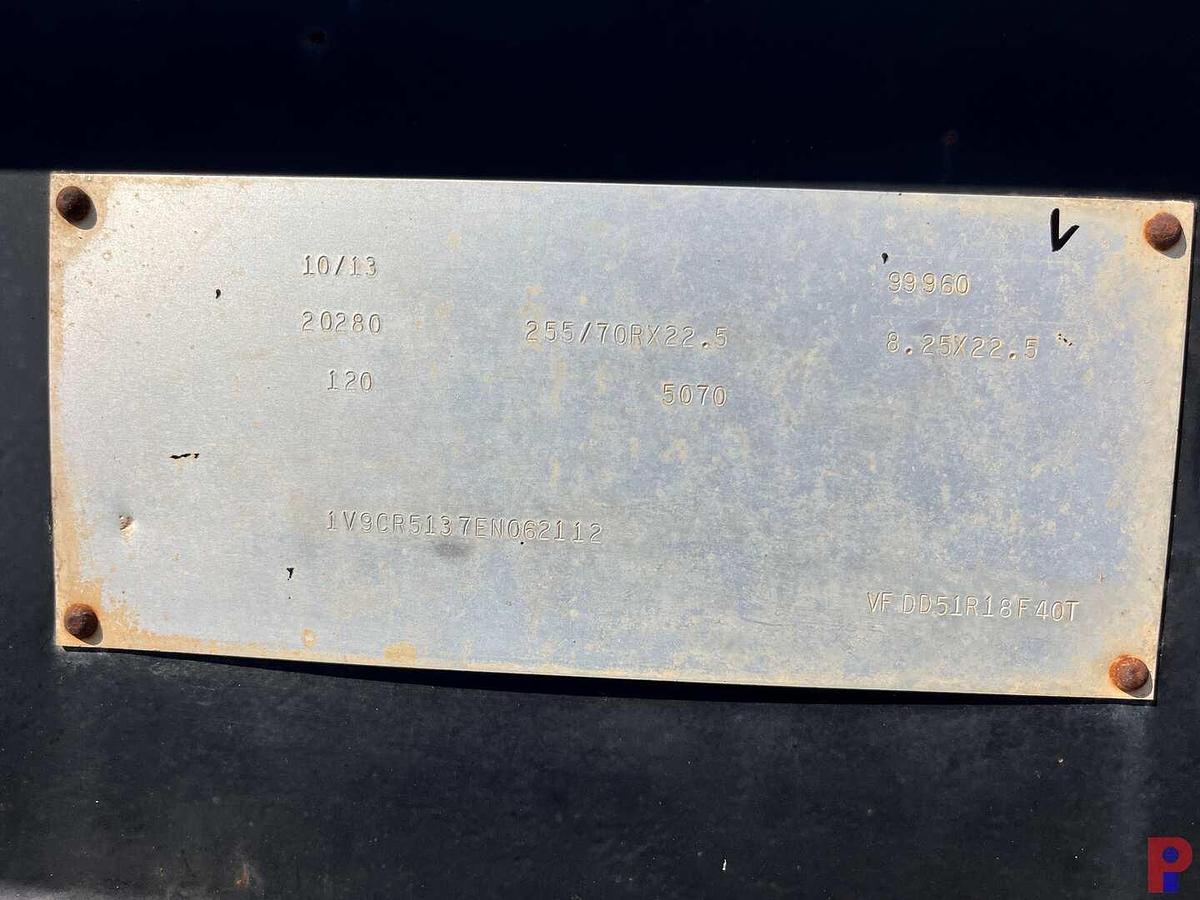 10/13 99960
20280 255/70RX22.5 8.25X22.5
120 5070
1V9CR5137EN062112
VF DD51R18F40T